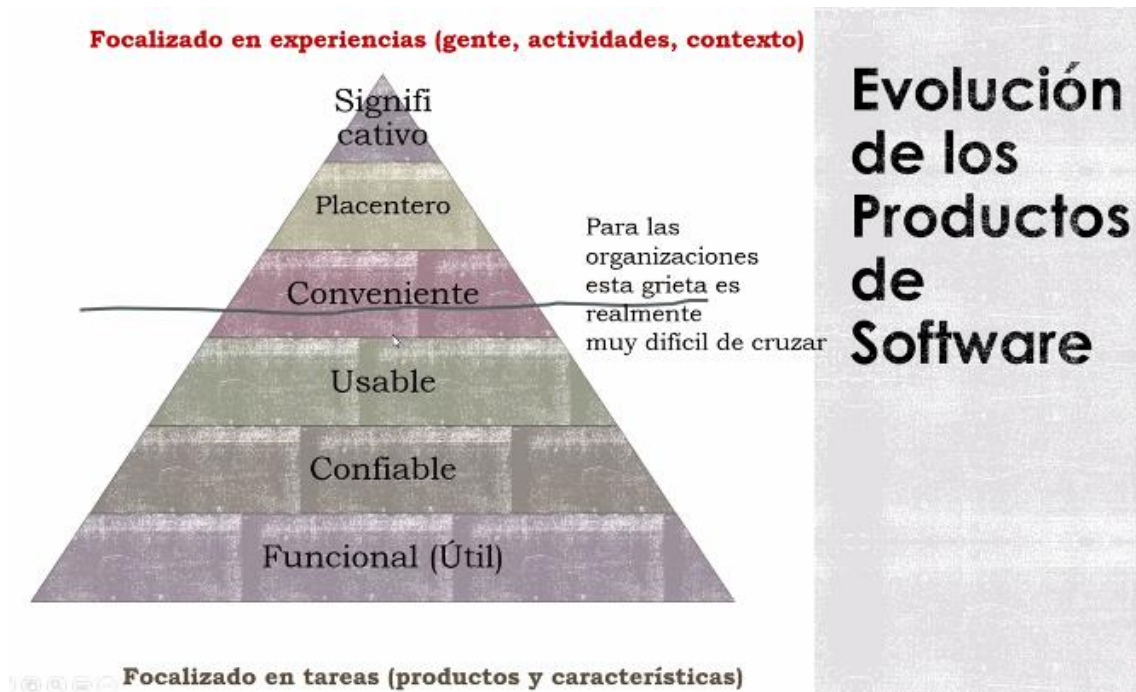 Focalizado en experiencias (gente, actividades, contexto)
Signifi
cativo
Placentero
Conveniente
Usable
Confiable
Funcional (Útil)
Para las
organizaciones
esta grieta es
realmente
muy dificil de cruzar
Focalizado en tareas (productos y características)
Evolución
de los
Productos
de
Software